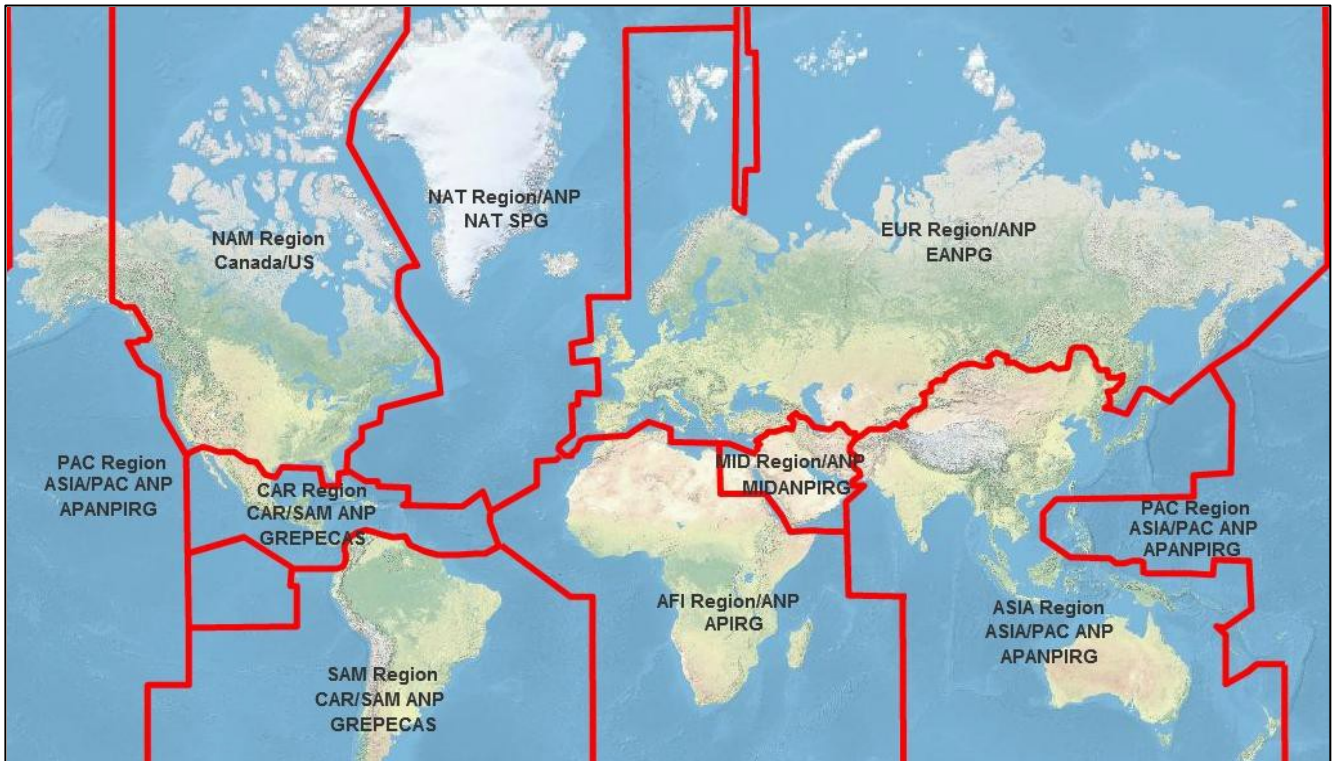 NAT Region/ANP
NAT SPG
NAM Region
Canada/US
EUR Region/ANP
EANPG
PAC Region
ASIA/PAC ANP
APANPIRG
CAR Region
CAR/SAM ANP
GREPECAS
MID Region/ANP
MIDANPIRG
PAC Region
ASIA/PAC ANP
APANPIRG
AFI Region/ANP
APIRG
ASIA Region
ASIA/PAC ANP
APANPIRG
SAM Region
CAR/SAM ANP
GREPECAS